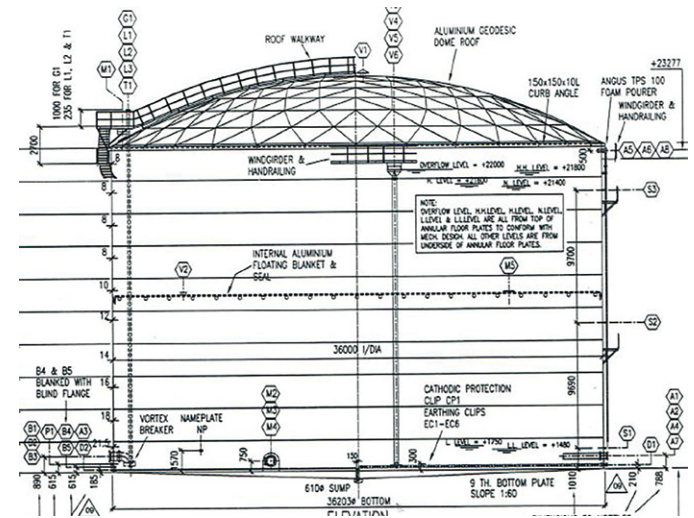 G1
L1
L2
L3
T1
M1
V4
V5
V6
V1
ROOF WALKWAY
ALUMINIUM GEODESIC
DOME ROOF
1000 FOR G1
235 FOR L1, L2 & T1
2700
+23277
150x150x10L
CURB ANGLE
ANGUS TPS 100
FOAM POURER
WINDGIRDER &
HANDRAILING
A5 A6 A8
WINDGIRDER &
HANDRAILING
OVERFLOW LEVEL = +22000
H.H. LEVEL = +21800
N. LEVEL = +21400
500
S3
NOTE:
OVERFLOW LEVEL, H.H.LEVEL, H.LEVEL, N.LEVEL,
L.LEVEL & L.L.LEVEL ARE ALL FROM TOP OF
ANNULAR FLOOR PLATES TO CONFORM WITH
MECH. DESIGN. ALL OTHER LEVELS ARE FROM
UNDERSIDE OF ANNULAR FLOOR PLATES.
9700
INTERNAL ALUMINIUM
FLOATING BLANKET &
SEAL
V2
M5
8
10
12
14
16
18
S2
36000 I/DIA
9690
B4 & B5
BLANKED WITH
BLIND FLANGE
CATHODIC PROTECTION
CLIP CP1
EARTHING CLIPS
EC1-EC6
M2
M3
M4
VORTEX
BREAKER
NAMEPLATE
NP
A1
A2
A4
A7
B1 P1 B4 A3
B3 B5 D2
21.5
L. LEVEL = +1750
L.L. LEVEL = +1480
S1
D1
890
615
615
185
1570
750
150
300
1010
210
788
610ø SUMP
9 TH. BOTTOM PLATE
SLOPE 1:60
09
09
36203ø BOTTOM
ELEVATION